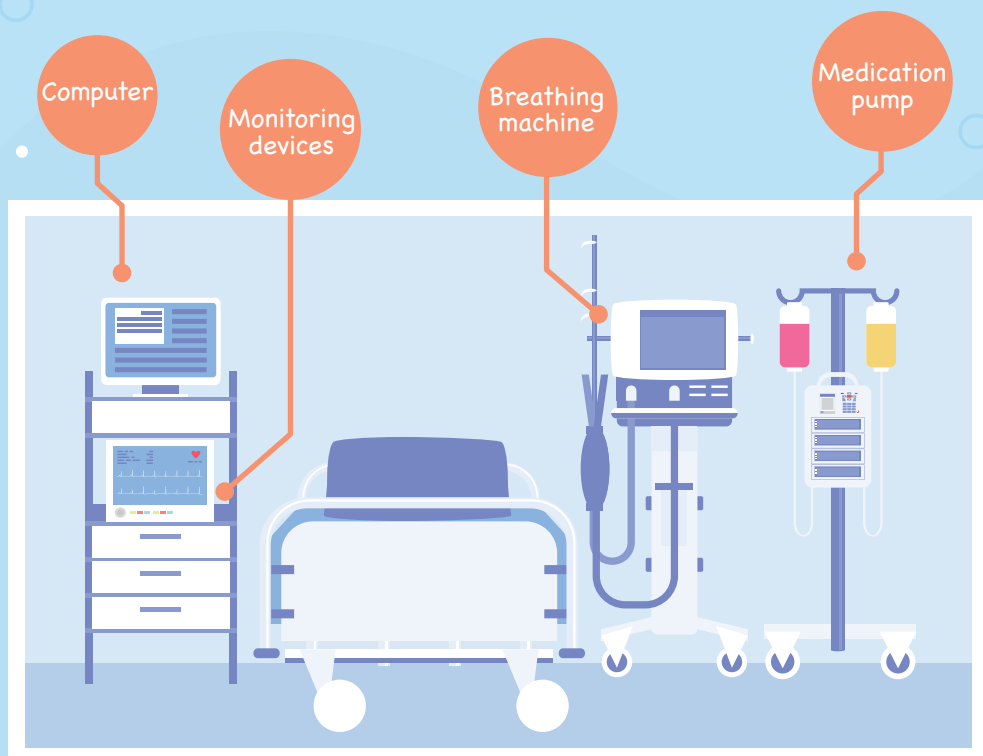 Computer
Monitoring
devices
Breathing
machine
Medication
pump